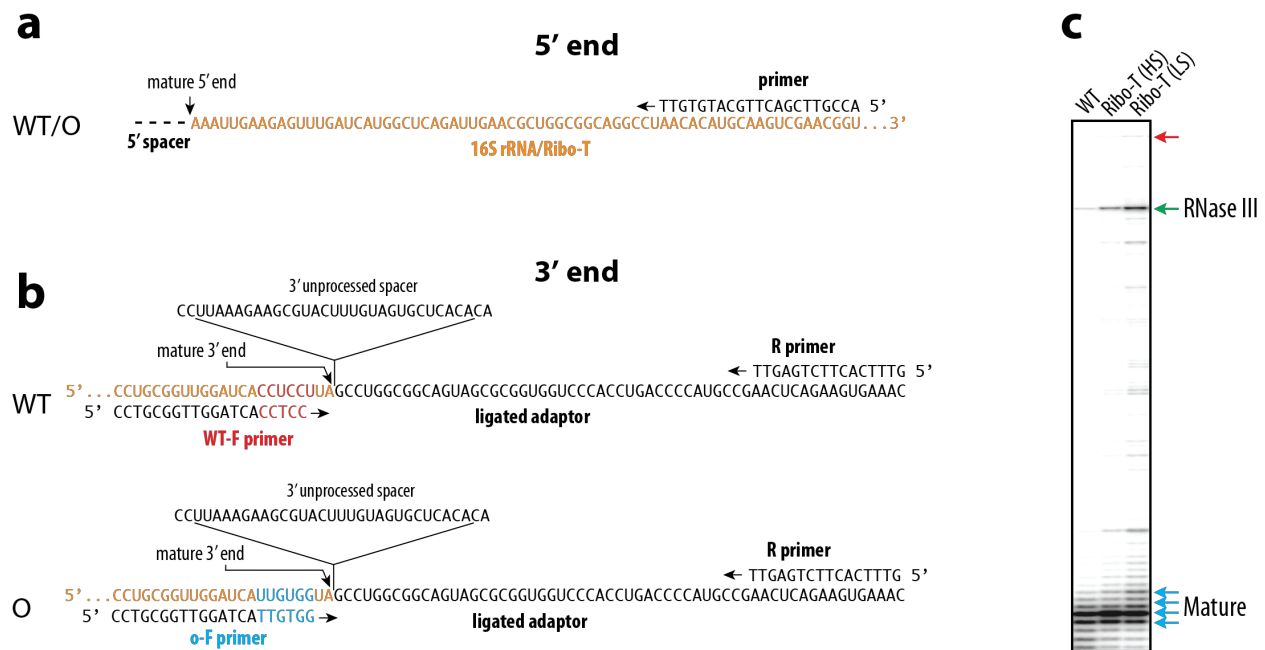 a
5′ end
mature 5′ end
primer
TTGTGTACGTTCAGCTTGCCA 5’
WT/O
AAAUUGAAGAGUUUGAUCAUGGCUCAGAUUGAACGCUGGCGGCAGGCCUAACACAUGCAAGUCGAACGGU...3’
5′ spacer
16S rRNA/Ribo-T
b
3′ end
3′ unprocessed spacer
CCUUAAAGAAGCGUACUUUGUAGUGCUCACACA
mature 3′ end
R primer
TTGAGTCTTCACTTTG 5’
WT
5’...CCUGCGGUUGGAUCACCUCCUUAGCCUGGCGGCAGUAGCGCGGUGGUCCCACCUGACCCCAUGCCGAACUCAGAAGUGAAAC
5’ CCTGCGGTTGGATCACCTCC
ligated adaptor
WT-F primer
3′ unprocessed spacer
CCUUAAAGAAGCGUACUUUGUAGUGCUCACACA
mature 3′ end
R primer
TTGAGTCTTCACTTTG 5’
O
5’...CCUGCGGUUGGAUCAUUGUGGUAGCCUGGCGGCAGUAGCGCGGUGGUCCCACCUGACCCCAUGCCGAACUCAGAAGUGAAAC
5’ CCTGCGGTTGGATCATTGTGG
ligated adaptor
o-F primer
c
WT
Ribo-T (HS)
Ribo-T (LS)
RNase III
Mature